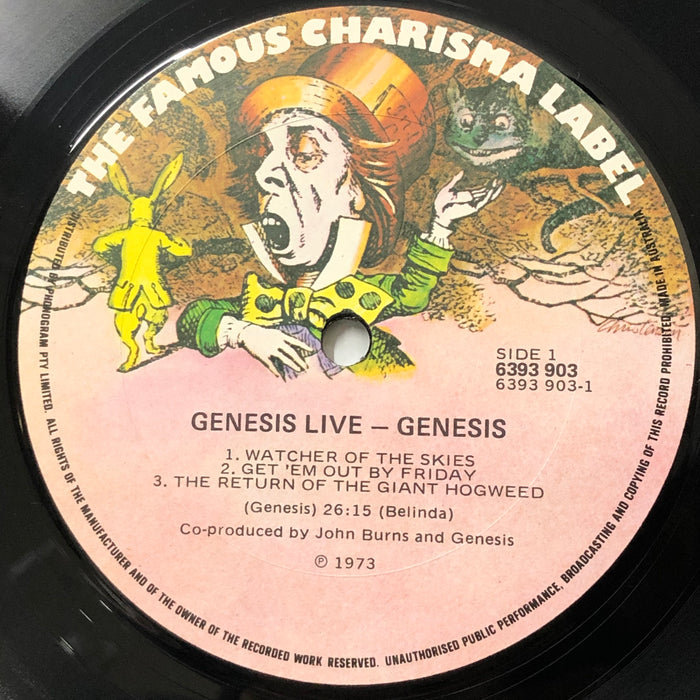 THE FAMOUS CHARISMA LABEL
SIDE 1
6393 903
6393 903-1
GENESIS LIVE – GENESIS
1. WATCHER OF THE SKIES
2. GET 'EM OUT BY FRIDAY
3. THE RETURN OF THE GIANT HOGWEED
(Genesis) 26:15 (Belinda)
Co-produced by John Burns and Genesis
℗ 1973
DISTRIBUTED BY PHONOGRAM PTY LIMITED. ALL RIGHTS OF THE MANUFACTURER AND OF THE OWNER OF THE RECORDED WORK RESERVED. UNAUTHORISED PUBLIC PERFORMANCE, BROADCASTING AND COPYING OF THIS RECORD PROHIBITED. MADE IN AUSTRALIA